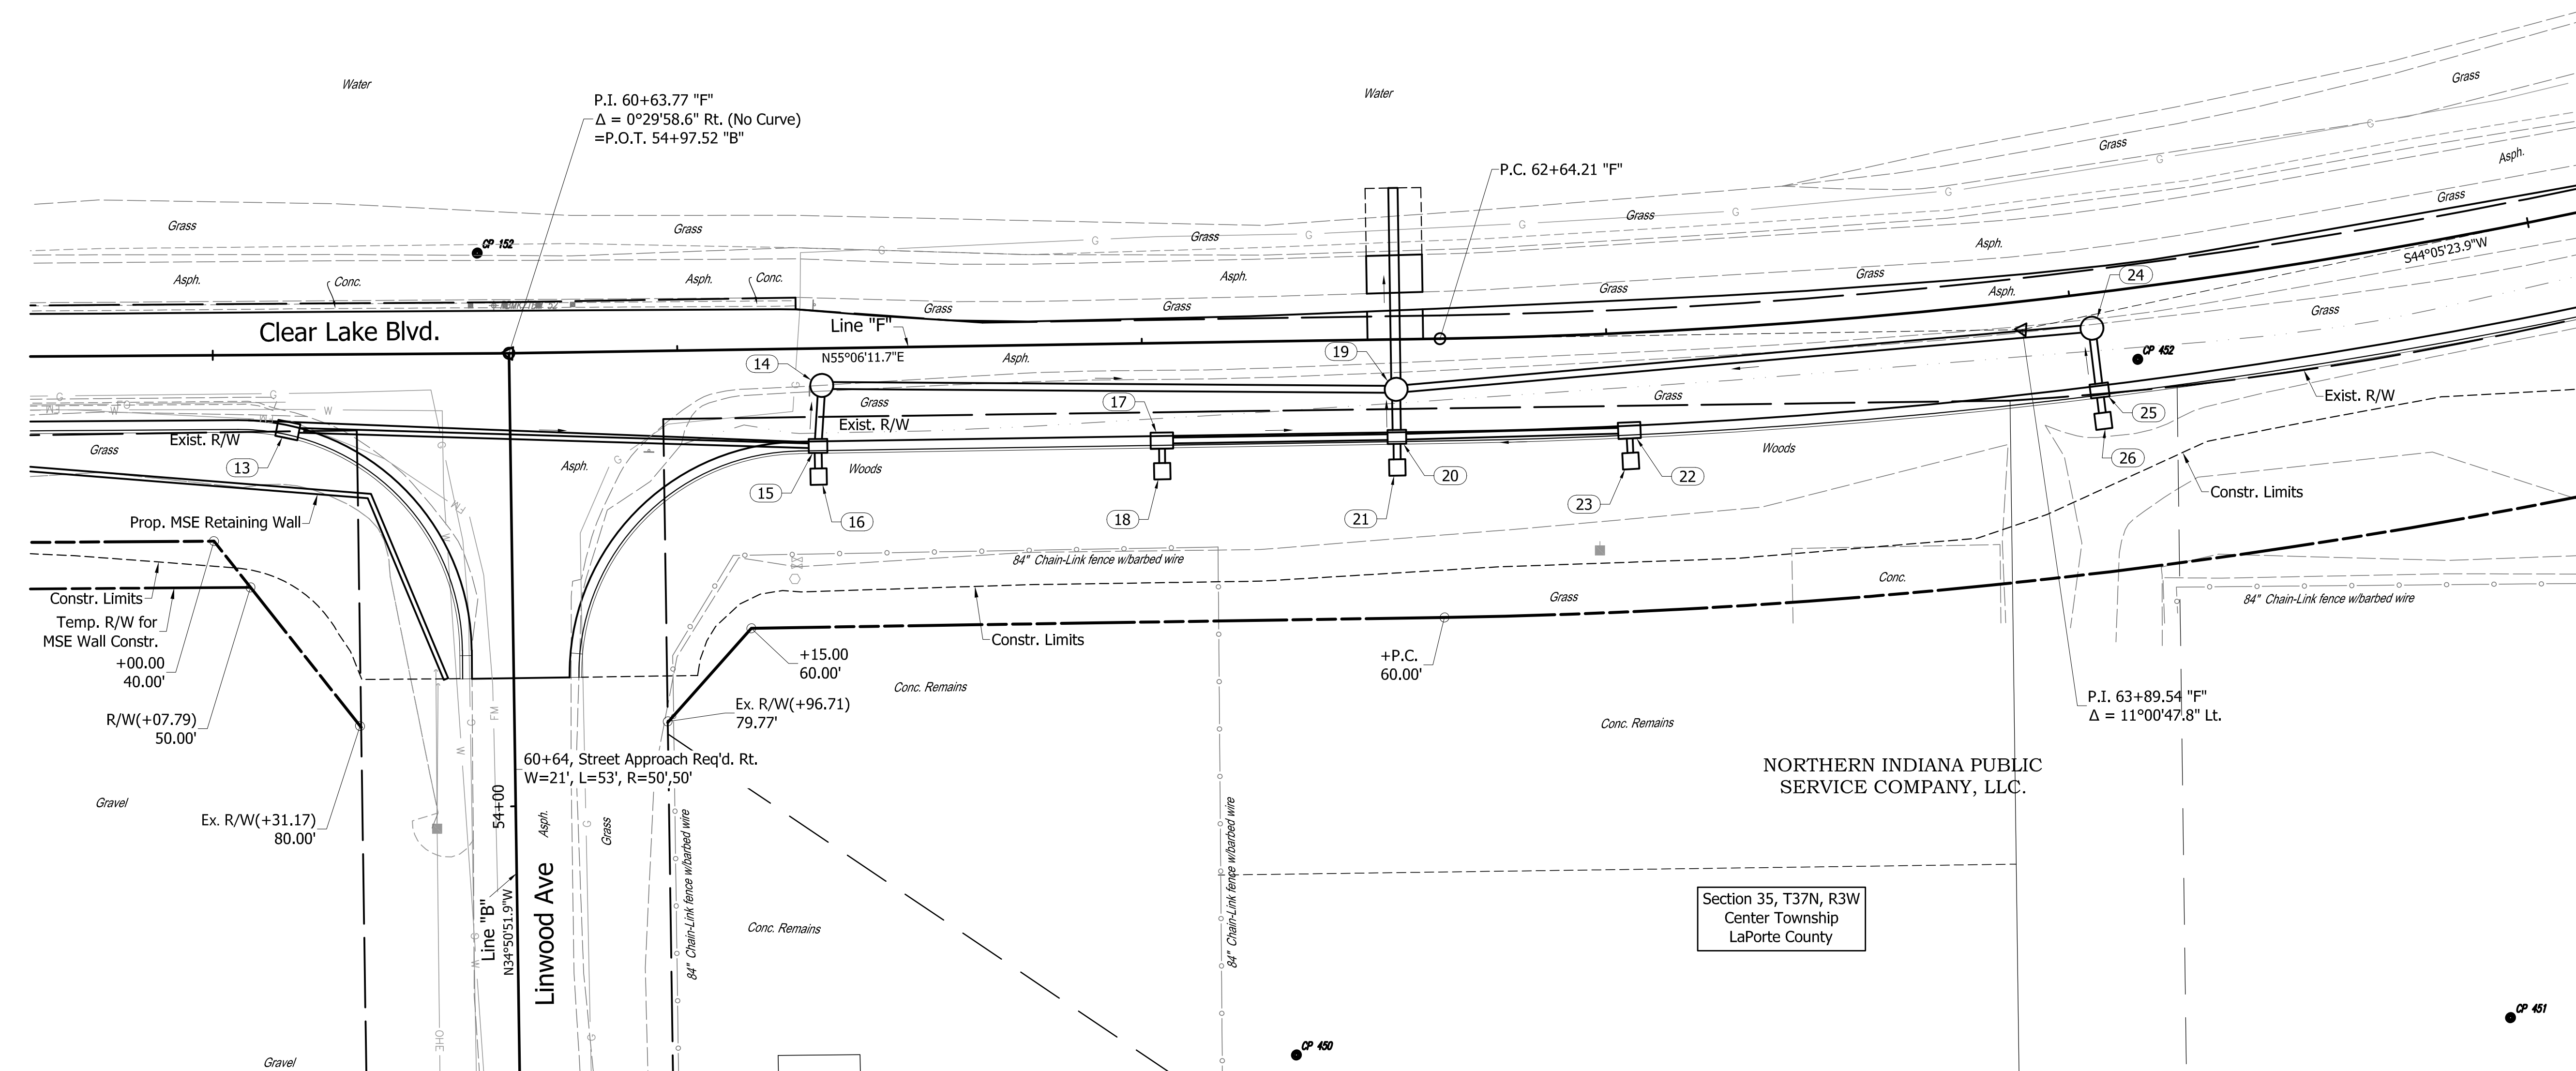 Water
P.I. 60+63.77 "F"
Δ = 0°29'58.6" Rt. (No Curve)
=P.O.T. 54+97.52 "B"
Water
P.C. 62+64.21 "F"
Grass
Grass
Grass
Grass
Grass
Grass
Asph.
Grass
CP 152
Grass
G
G
G
G
G
G
G
G
G
Asph.
Conc.
Asph.
Conc.
Asph.
Grass
Grass
Grass
Grass
Asph.
Asph.
S44°05'23.9"W
24
Clear Lake Blvd.
Line "F"
N55°06'11.7"E
Asph.
14
19
Grass
CP 452
G
G
G
W
FM
W
Exist. R/W
Grass
13
Grass
Exist. R/W
17
Grass
Exist. R/W
25
Asph.
Woods
Woods
15
16
18
21
20
23
22
26
Prop. MSE Retaining Wall
FM
G
Constr. Limits
84" Chain-Link fence w/barbed wire
Conc.
Grass
84" Chain-Link fence w/barbed wire
Constr. Limits
Temp. R/W for
MSE Wall Constr.
+00.00
40.00'
Constr. Limits
+15.00
60.00'
+P.C.
60.00'
Conc. Remains
R/W(+07.79)
50.00'
FM
G
W
Ex. R/W(+96.71)
79.77'
P.I. 63+89.54 "F"
Δ = 11°00'47.8" Lt.
Conc. Remains
60+64, Street Approach Req'd. Rt.
W=21', L=53', R=50',50'
NORTHERN INDIANA PUBLIC
SERVICE COMPANY, LLC.
Gravel
Ex. R/W(+31.17)
80.00'
54+00
Asph.
Grass
G
84" Chain-Link fence w/barbed wire
84" Chain-Link fence w/barbed wire
Line "B"
N34°50'51.9"W
Linwood Ave
G
W
Conc. Remains
Section 35, T37N, R3W
Center Township
LaPorte County
OHE
G
Gravel
CP 450
CP 451